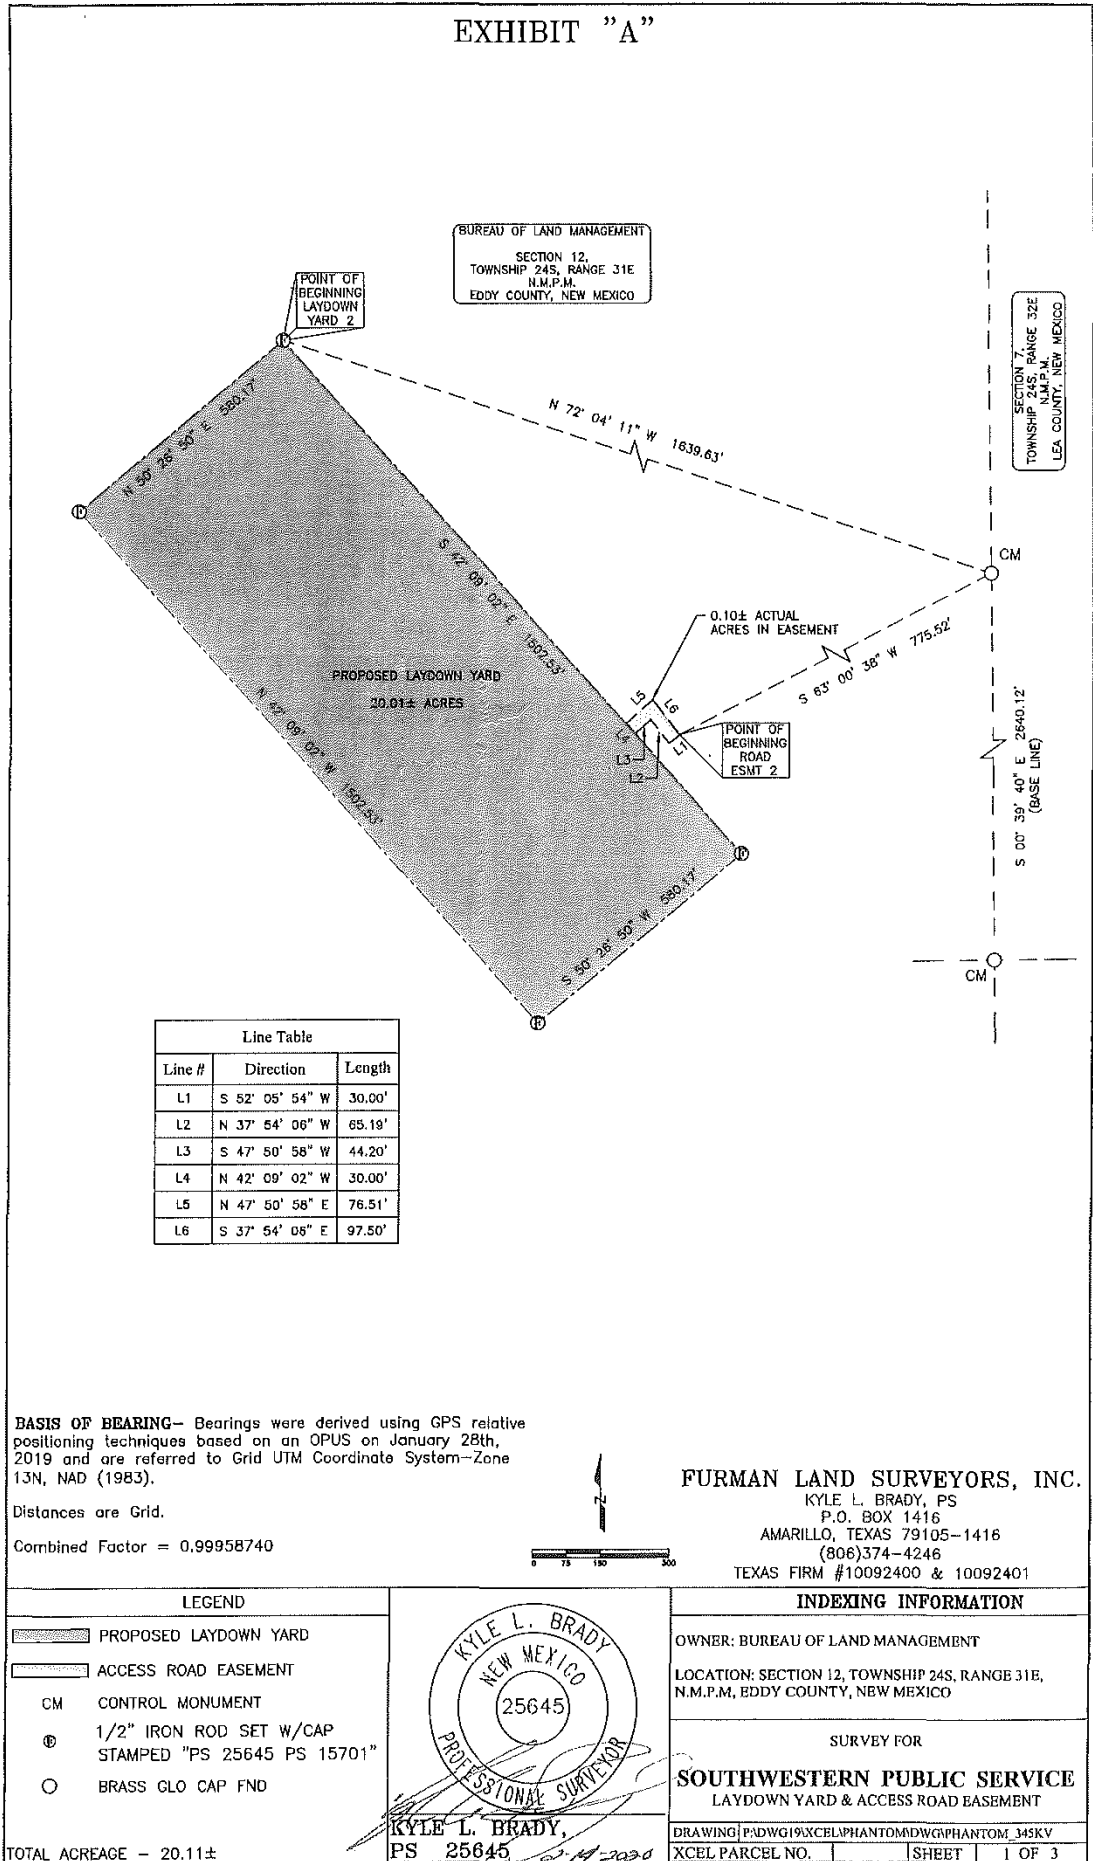 EXHIBIT "A"
BUREAU OF LAND MANAGEMENT
SECTION 12,
TOWNSHIP 24S, RANGE 31E
N.M.P.M.
EDDY COUNTY, NEW MEXICO
POINT OF
BEGINNING
LAYDOWN
YARD 2
SECTION 7,
TOWNSHIP 24S, RANGE 32E
N.M.P.M.
LEA COUNTY, NEW MEXICO
N 72° 04' 11" W 1639.63'
N 50° 26' 50" E 580.17'
S 42° 09' 02" E 1502.53'
CM
0.10± ACTUAL
ACRES IN EASEMENT
S 63° 00' 38" W 775.52'
PROPOSED LAYDOWN YARD
20.01± ACRES
N 42° 09' 02" W 1502.53'
L5
L6
L4
L3
L2
L1
POINT OF
BEGINNING
ROAD
ESMT 2
S 00° 39' 40" E 2640.12'
(BASE LINE)
S 50° 26' 50" W 580.17'
CM
Line Table
Line # Direction Length
L1 S 52° 05' 54" W 30.00'
L2 N 37° 54' 06" W 65.19'
L3 S 47° 50' 58" W 44.20'
L4 N 42° 09' 02" W 30.00'
L5 N 47° 50' 58" E 76.51'
L6 S 37° 54' 06" E 97.50'
BASIS OF BEARING- Bearings were derived using GPS relative
positioning techniques based on an OPUS on January 28th,
2019 and are referred to Grid UTM Coordinate System-Zone
13N, NAD (1983).
Distances are Grid.
Combined Factor = 0.99958740
N
0 75 150 300
FURMAN LAND SURVEYORS, INC.
KYLE L. BRADY, PS
P.O. BOX 1416
AMARILLO, TEXAS 79105-1416
(806)374-4246
TEXAS FIRM #10092400 & 10092401
LEGEND
PROPOSED LAYDOWN YARD
ACCESS ROAD EASEMENT
CM CONTROL MONUMENT
1/2" IRON ROD SET W/CAP
STAMPED "PS 25645 PS 15701"
BRASS GLO CAP FND
TOTAL ACREAGE - 20.11±
KYLE L. BRADY
NEW MEXICO
25645
PROFESSIONAL SURVEYOR
KYLE L. BRADY,
PS 25645
2-14-2020
INDEXING INFORMATION
OWNER: BUREAU OF LAND MANAGEMENT
LOCATION: SECTION 12, TOWNSHIP 24S, RANGE 31E,
N.M.P.M, EDDY COUNTY, NEW MEXICO
SURVEY FOR
SOUTHWESTERN PUBLIC SERVICE
LAYDOWN YARD & ACCESS ROAD EASEMENT
DRAWING P:\DWG19\XCEL\PHANTOM\DWG\PHANTOM_345KV
XCEL PARCEL NO. SHEET 1 OF 3